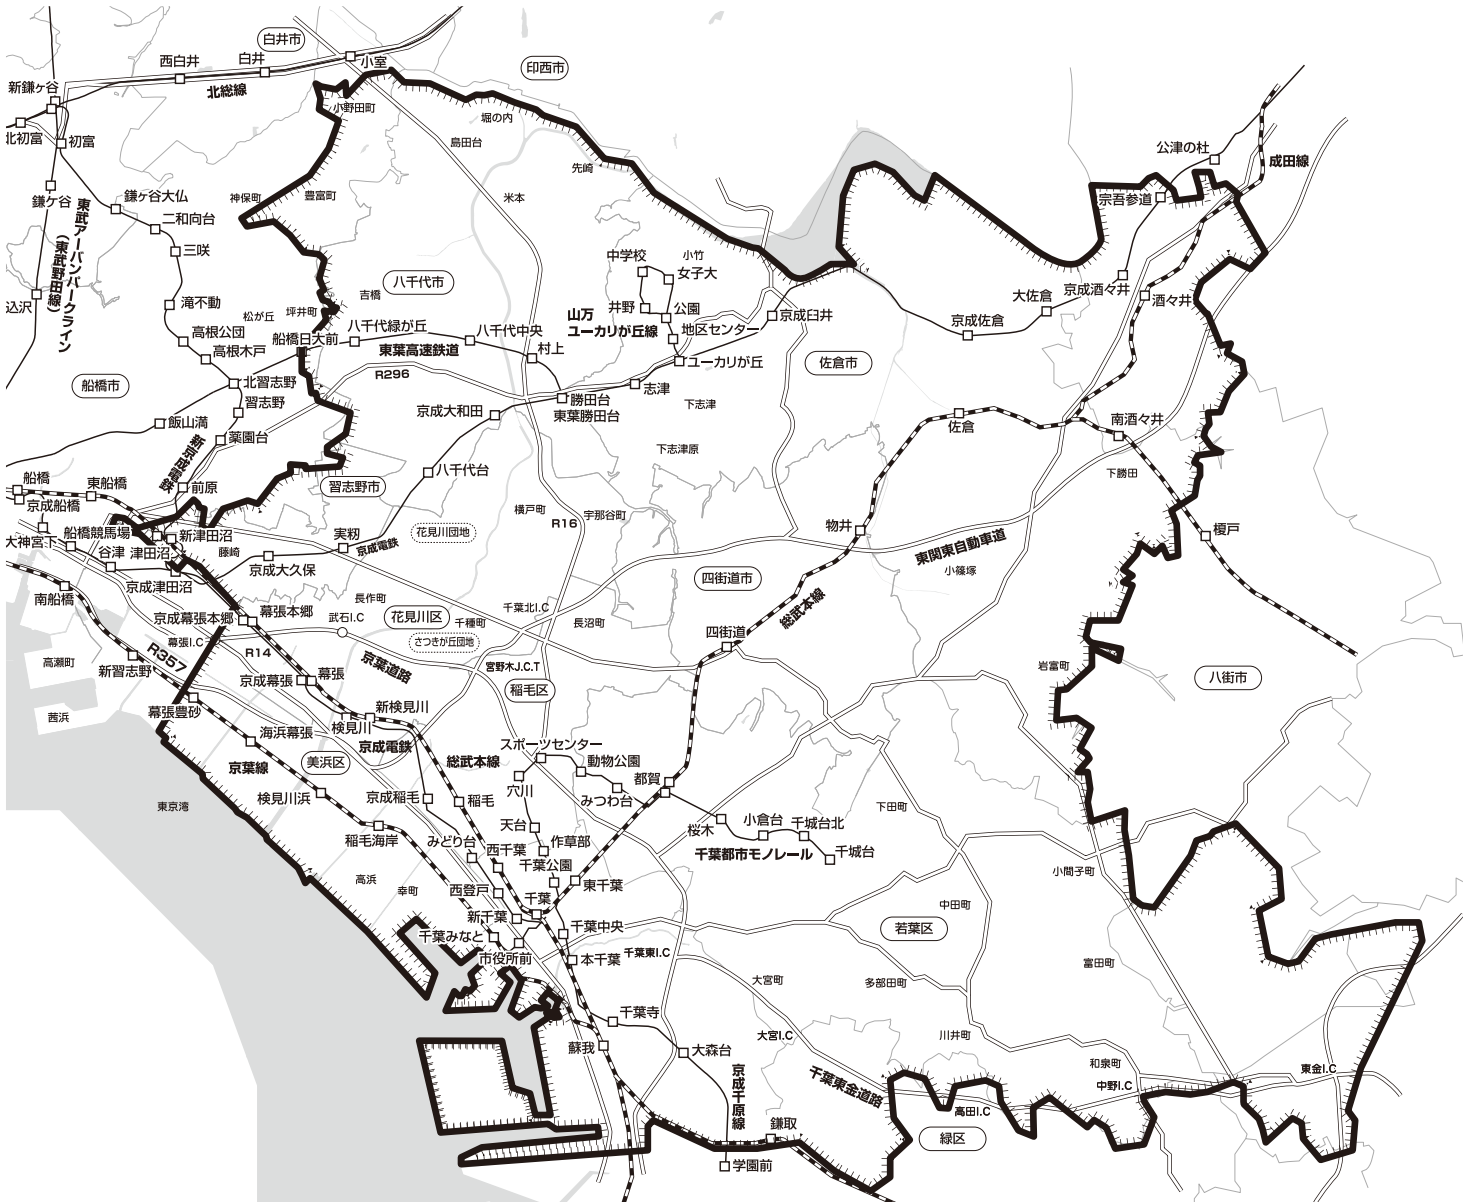 白井市
小室
白井
西白井
北総線
印西市
新鎌ヶ谷
北初富
初富
小野田町
堀の内
島田台
先崎
公津の杜
成田線
鎌ヶ谷
鎌ヶ谷大仏
東武アーバンパークライン
(東武野田線)
二和向台
神保町
豊富町
米本
宗吾参道
三咲
中学校
小竹
女子大
八千代市
吉橋
井野
公園
山万
ユーカリが丘線
地区センター
京成臼井
大佐倉
京成酒々井
酒々井
京成佐倉
込沢
滝不動
松が丘
坪井町
高根公団
高根木戸
船橋日大前
八千代緑が丘
八千代中央
東葉高速鉄道
村上
ユーカリが丘
佐倉市
船橋市
北習志野
R296
志津
習志野
京成大和田
勝田台
東葉勝田台
下志津
佐倉
南酒々井
飯山満
薬園台
新京成電鉄
下志津原
八千代台
下勝田
船橋
東船橋
前原
習志野市
京成船橋
船橋競馬場
新津田沼
大神宮下
谷津
津田沼
藤崎
実籾
京成電鉄
花見川団地
横戸町
R16
宇那谷町
物井
東関東自動車道
榎戸
京成大久保
京成津田沼
南船橋
小篠塚
四街道市
長作町
武石I.C
花見川区
千種町
千葉北I.C
長沼町
総武本線
京成幕張本郷
幕張本郷
さつきが丘団地
四街道
幕張I.C
R14
R357
高瀬町
新習志野
京葉道路
宮野木J.C.T
稲毛区
岩富町
八街市
京成幕張
幕張
茜浜
幕張豊砂
新検見川
検見川
海浜幕張
京成電鉄
総武本線
スポーツセンター
動物公園
都賀
京葉線
美浜区
穴川
みつわ台
検見川浜
京成稲毛
稲毛
東京湾
天台
桜木
小倉台
千城台北
千城台
下田町
稲毛海岸
みどり台
西千葉
作草部
千葉公園
千葉都市モノレール
高浜
幸町
西登戸
東千葉
小間子町
千葉
新千葉
千葉中央
中田町
若葉区
千葉みなと
市役所前
本千葉
千葉東I.C
大宮町
多部田町
富田町
千葉寺
蘇我
大宮I.C
川井町
大森台
和泉町
中野I.C
東金I.C
京成千原線
千葉東金道路
高田I.C
鎌取
緑区
学園前